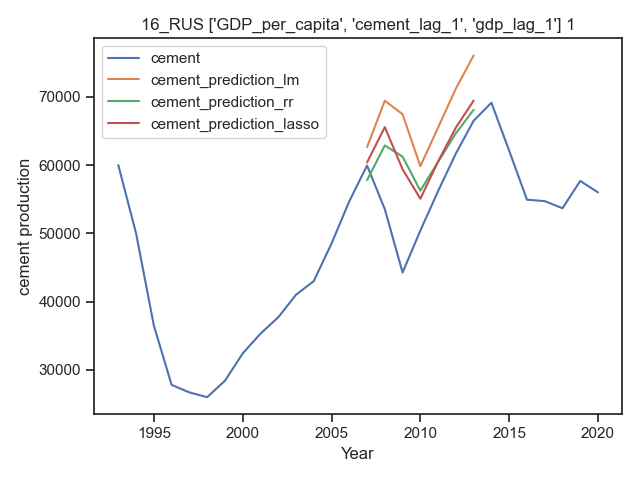 16_RUS ['GDP_per_capita', 'cement_lag_1', 'gdp_lag_1'] 1
cement
cement_prediction_lm
cement_prediction_rr
cement_prediction_lasso
70000
60000
50000
40000
30000
cement production
1995
2000
2005
2010
2015
2020
Year